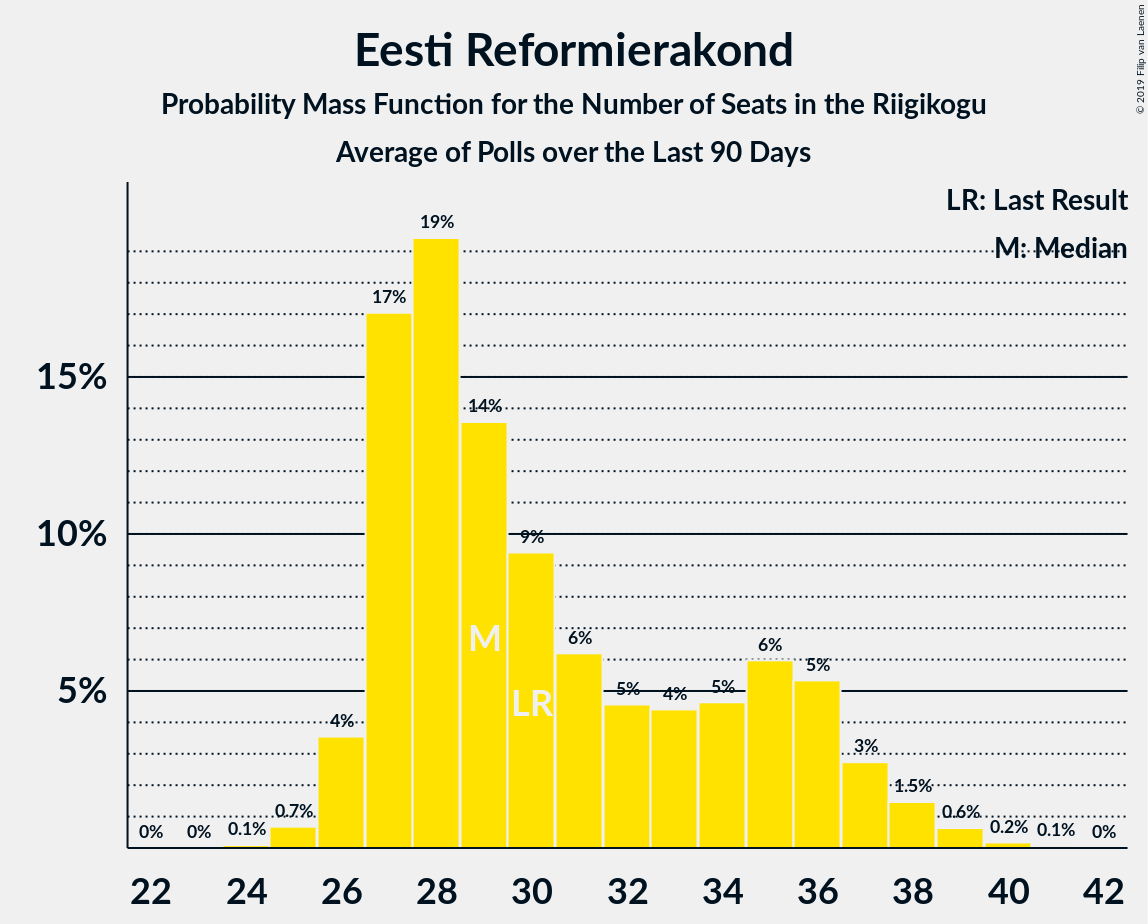 Eesti Reformierakond
Probability Mass Function for the Number of Seats in the Riigikogu
Average of Polls over the Last 90 Days
© 2019 Filip van Laenen
LR: Last Result
M: Median
19%
17%
15%
14%
10%
9%
M
6%
6%
5%
5%
LR
5%
4%
5%
4%
3%
1.5%
0.7%
0.6%
0% 0% 0.1%
0.2% 0.1% 0%
22 24 26 28 30 32 34 36 38 40 42